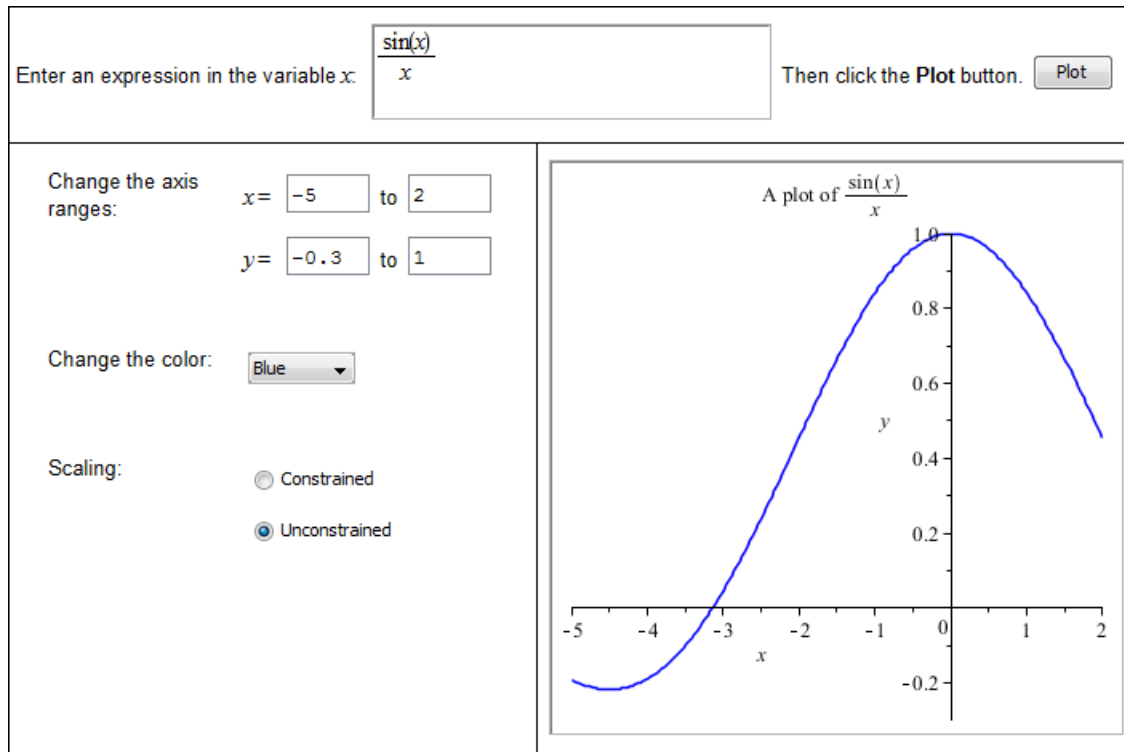 Enter an expression in the variable x:
sin(x)
x
Then click the Plot button.
Plot
Change the axis
ranges:
x= -5 to 2
y= -0.3 to 1
Change the color:
Blue
Scaling:
Constrained
Unconstrained
A plot of sin(x)
x
1.0
0.8
0.6
y
0.4
0.2
-5 -4 -3 -2 -1 0 1 2
x
-0.2